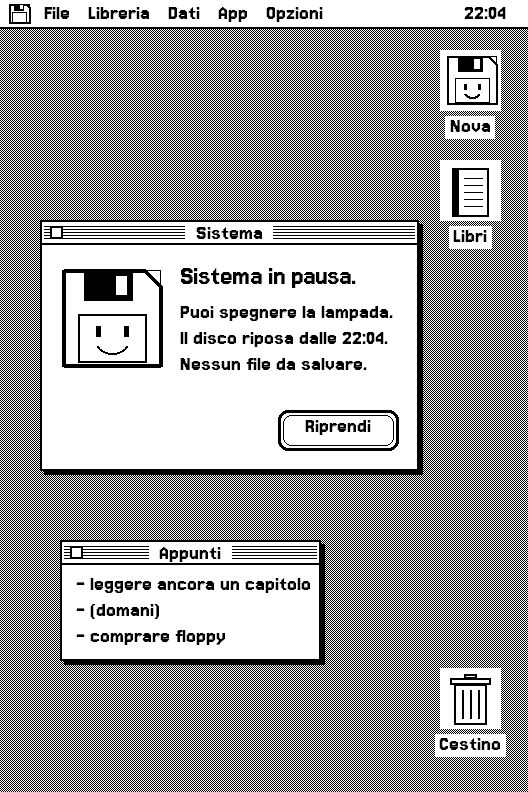 File Libreria Dati App Opzioni 22:04
Nova
Libri
Sistema
Sistema in pausa.
Puoi spegnere la lampada.
Il disco riposa dalle 22:04.
Nessun file da salvare.
Riprendi
Appunti
- leggere ancora un capitolo
- (domani)
- comprare floppy
Cestino